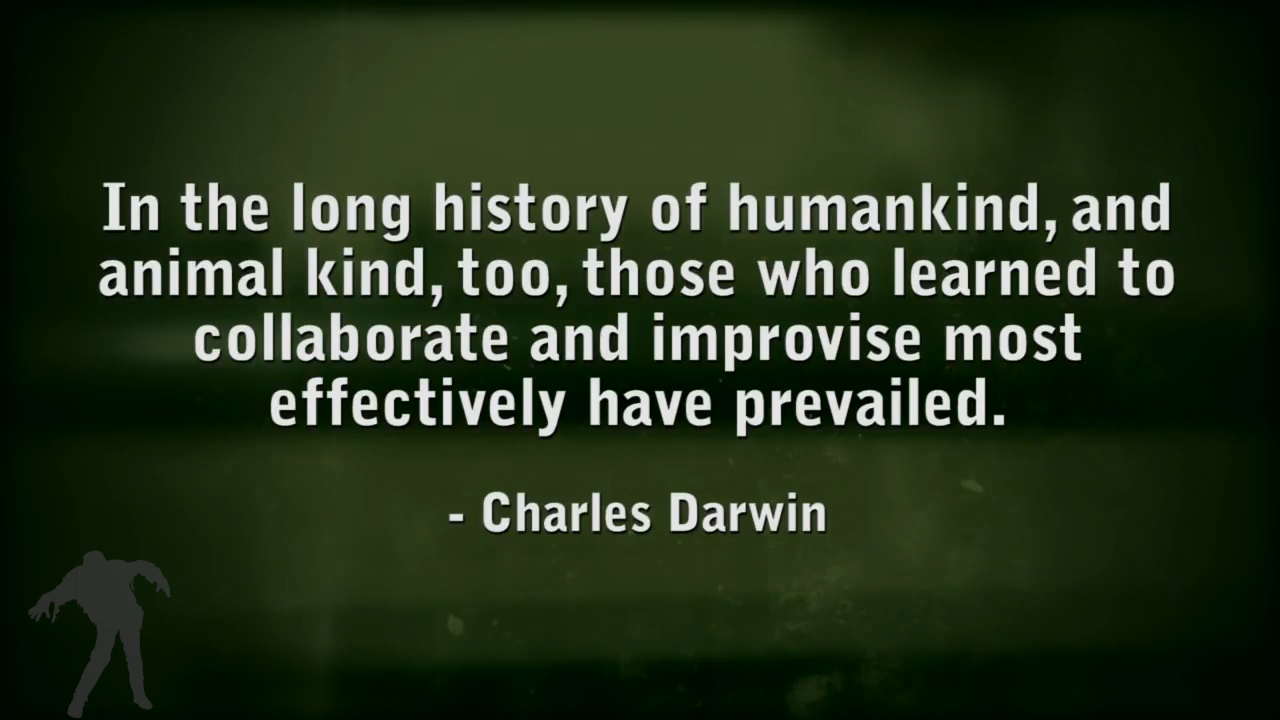 In the long history of humankind, and
animal kind, too, those who learned to
collaborate and improvise most
effectively have prevailed.
- Charles Darwin